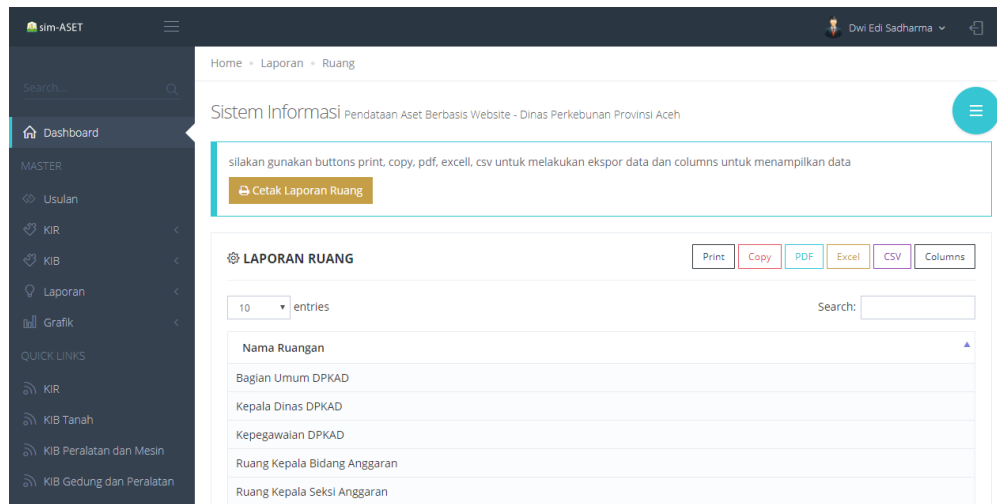 sim-ASET
Dwi Edi Sadharma
Search...
Dashboard
MASTER
Usulan
KIR
KIB
Laporan
Grafik
QUICK LINKS
KIR
KIB Tanah
KIB Peralatan dan Mesin
KIB Gedung dan Peralatan
Home Laporan Ruang
Sistem Informasi Pendataan Aset Berbasis Website - Dinas Perkebunan Provinsi Aceh
silakan gunakan buttons print, copy, pdf, excell, csv untuk melakukan ekspor data dan columns untuk menampilkan data
Cetak Laporan Ruang
LAPORAN RUANG
Print Copy PDF Excel CSV Columns
10 entries Search:
Nama Ruangan
Bagian Umum DPKAD
Kepala Dinas DPKAD
Kepegawaian DPKAD
Ruang Kepala Bidang Anggaran
Ruang Kepala Seksi Anggaran